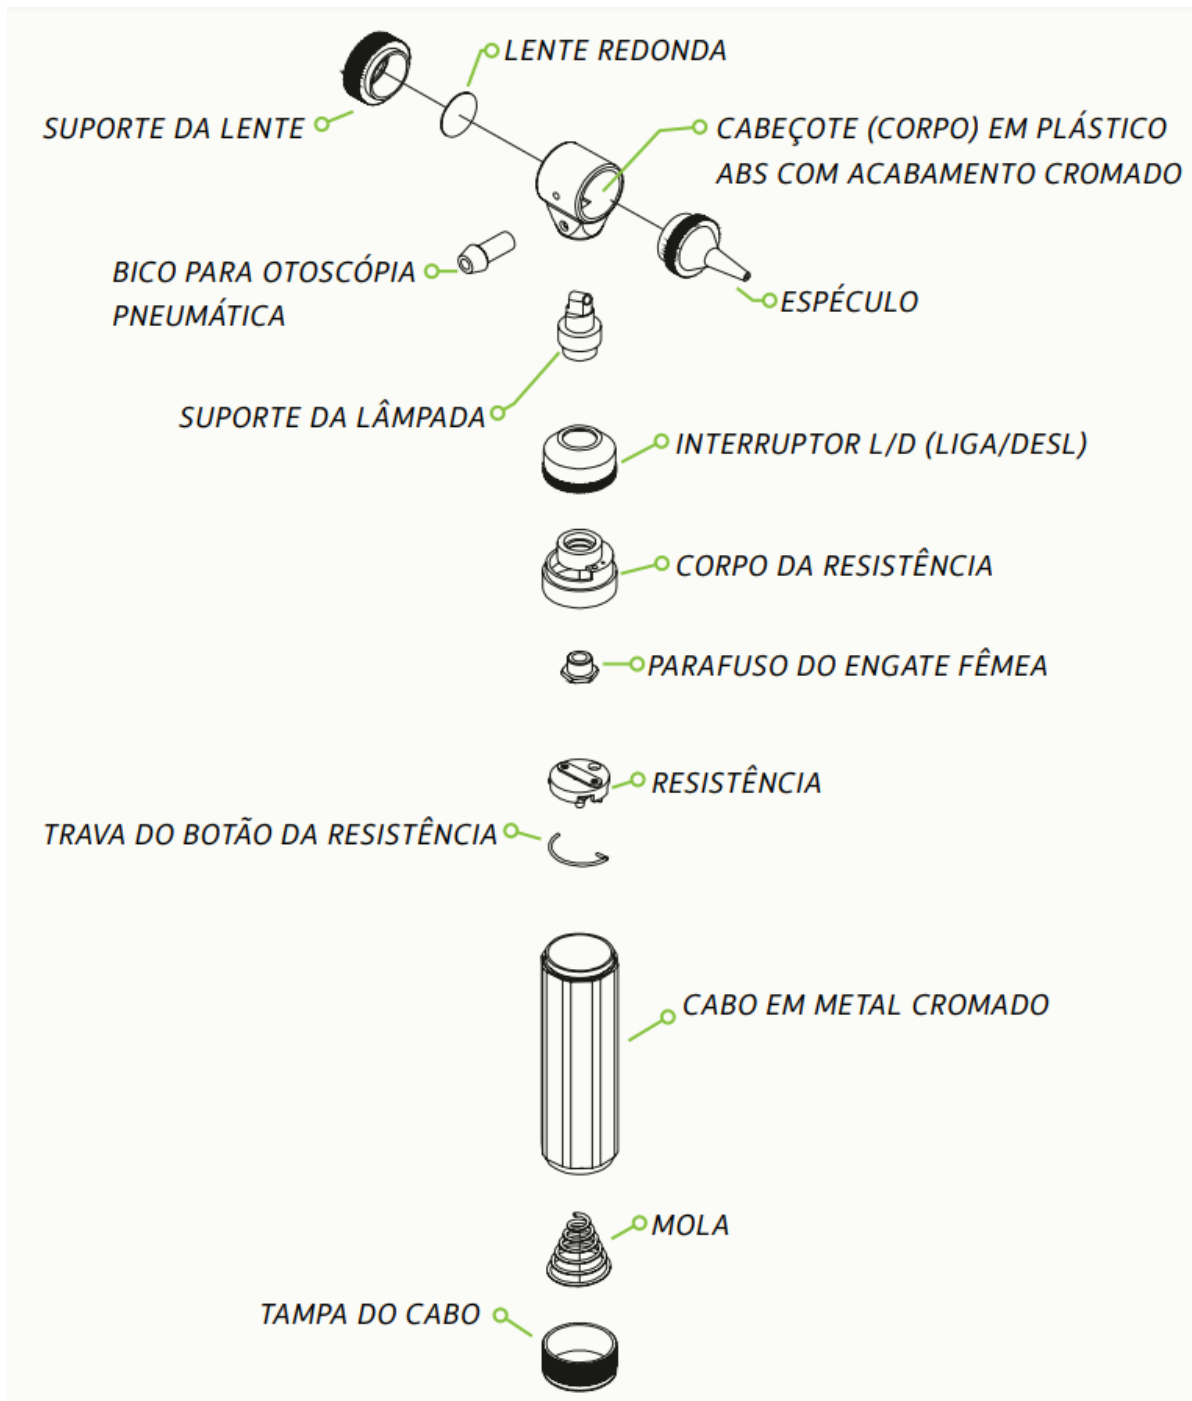 LENTE REDONDA
SUPORTE DA LENTE
CABEÇOTE (CORPO) EM PLÁSTICO
ABS COM ACABAMENTO CROMADO
BICO PARA OTOSCÓPIA
PNEUMÁTICA
ESPÉCULO
SUPORTE DA LÂMPADA
INTERRUPTOR L/D (LIGA/DESL)
CORPO DA RESISTÊNCIA
PARAFUSO DO ENGATE FÊMEA
RESISTÊNCIA
TRAVA DO BOTÃO DA RESISTÊNCIA
CABO EM METAL CROMADO
MOLA
TAMPA DO CABO